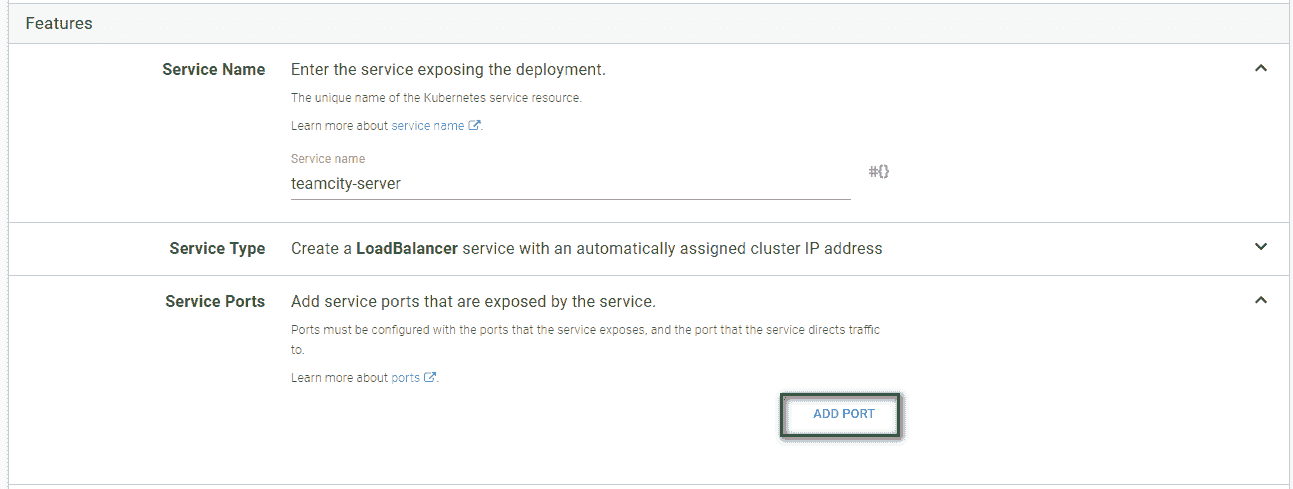 Features
Service Name
Enter the service exposing the deployment.
The unique name of the Kubernetes service resource.
Learn more about service name.
Service name
teamcity-server
#{}
Service Type
Create a LoadBalancer service with an automatically assigned cluster IP address
Service Ports
Add service ports that are exposed by the service.
Ports must be configured with the ports that the service exposes, and the port that the service directs traffic
to.
Learn more about ports.
ADD PORT